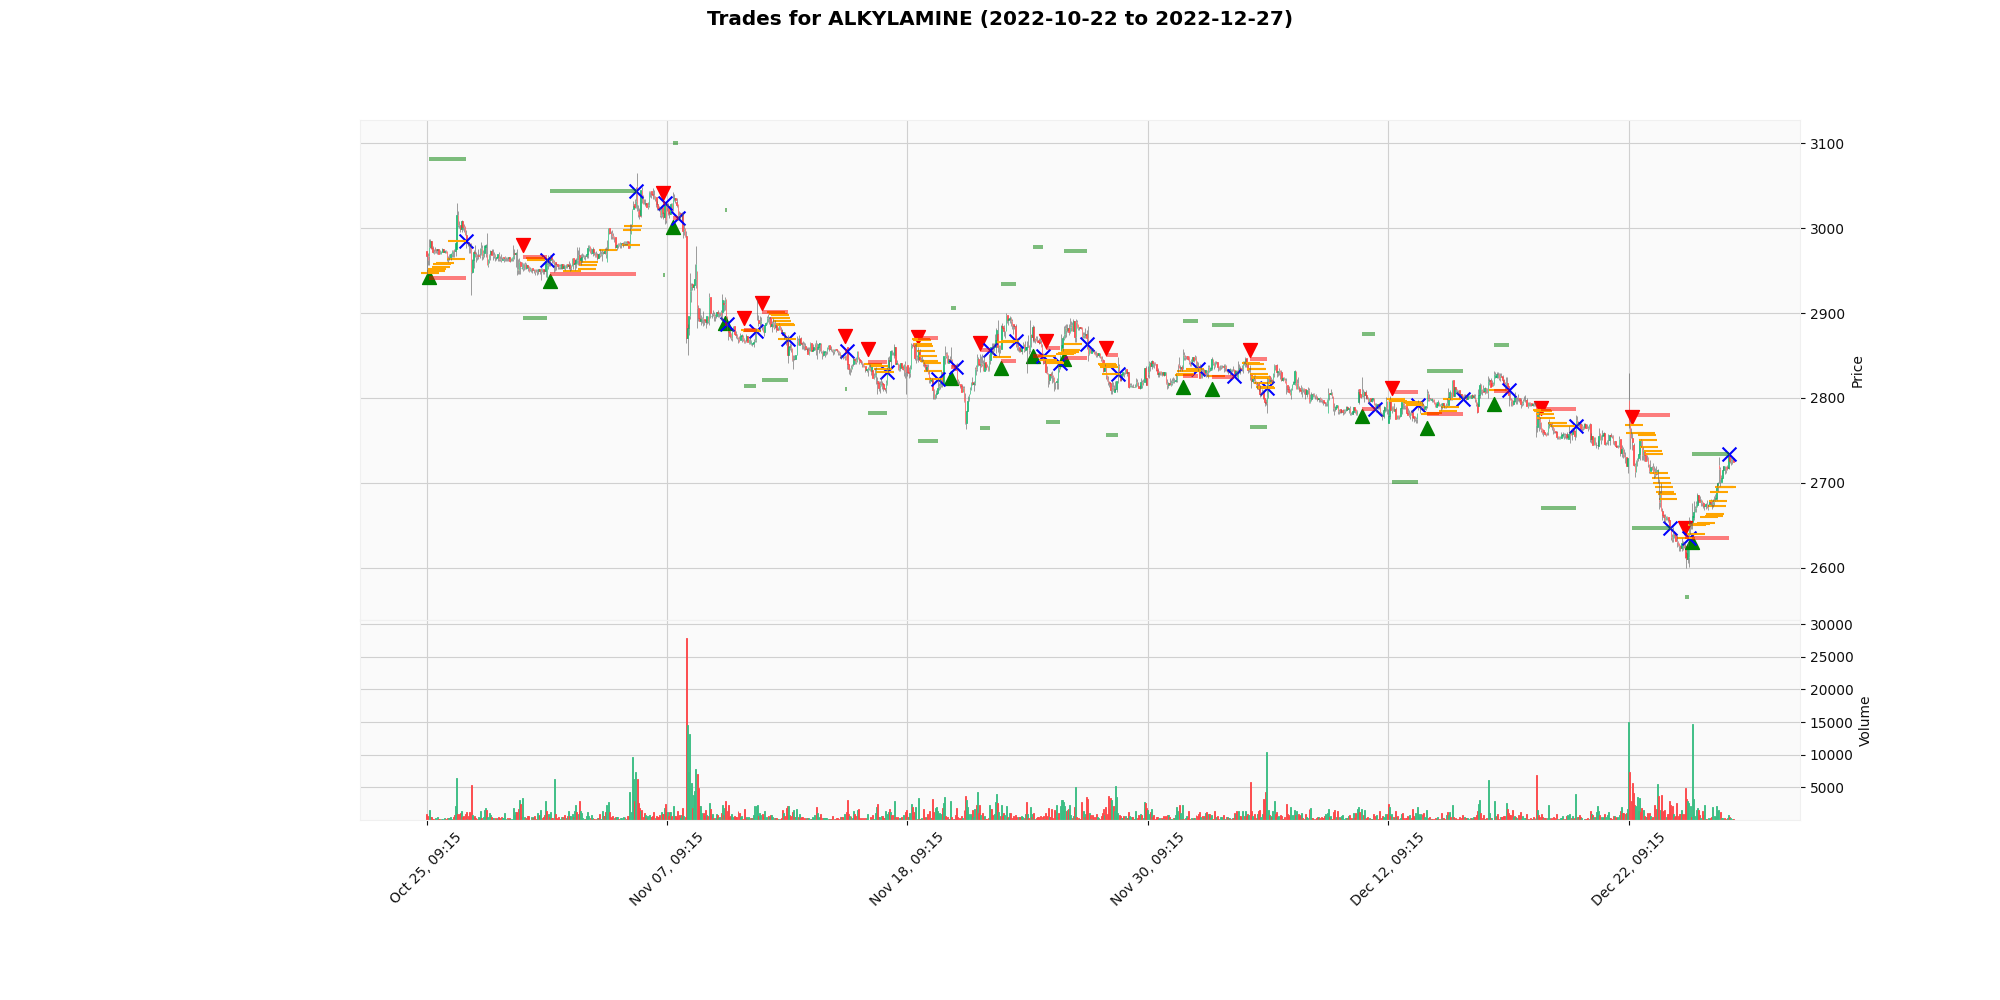 Trades for ALKYLAMINE (2022-10-22 to 2022-12-27)
3100
3000
2900
2800
2700
2600
Price
30000
25000
20000
15000
10000
5000
Volume
Oct 25, 09:15
Nov 07, 09:15
Nov 18, 09:15
Nov 30, 09:15
Dec 12, 09:15
Dec 22, 09:15